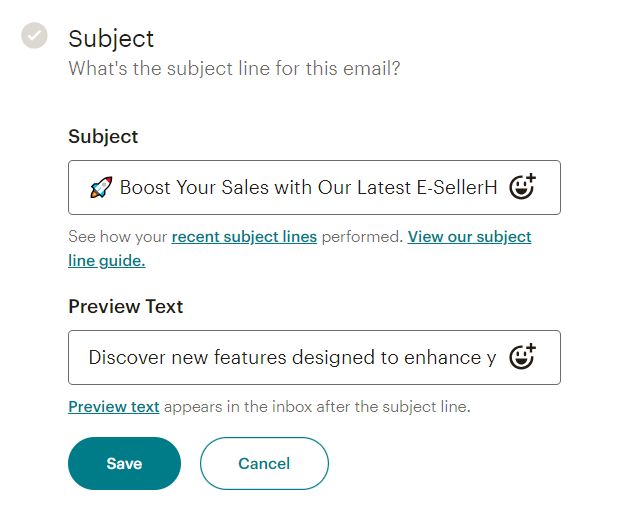 Subject
What's the subject line for this email?
Subject
🚀 Boost Your Sales with Our Latest E-SellerH
See how your recent subject lines performed. View our subject
line guide.
Preview Text
Discover new features designed to enhance y
Preview text appears in the inbox after the subject line.
Save Cancel